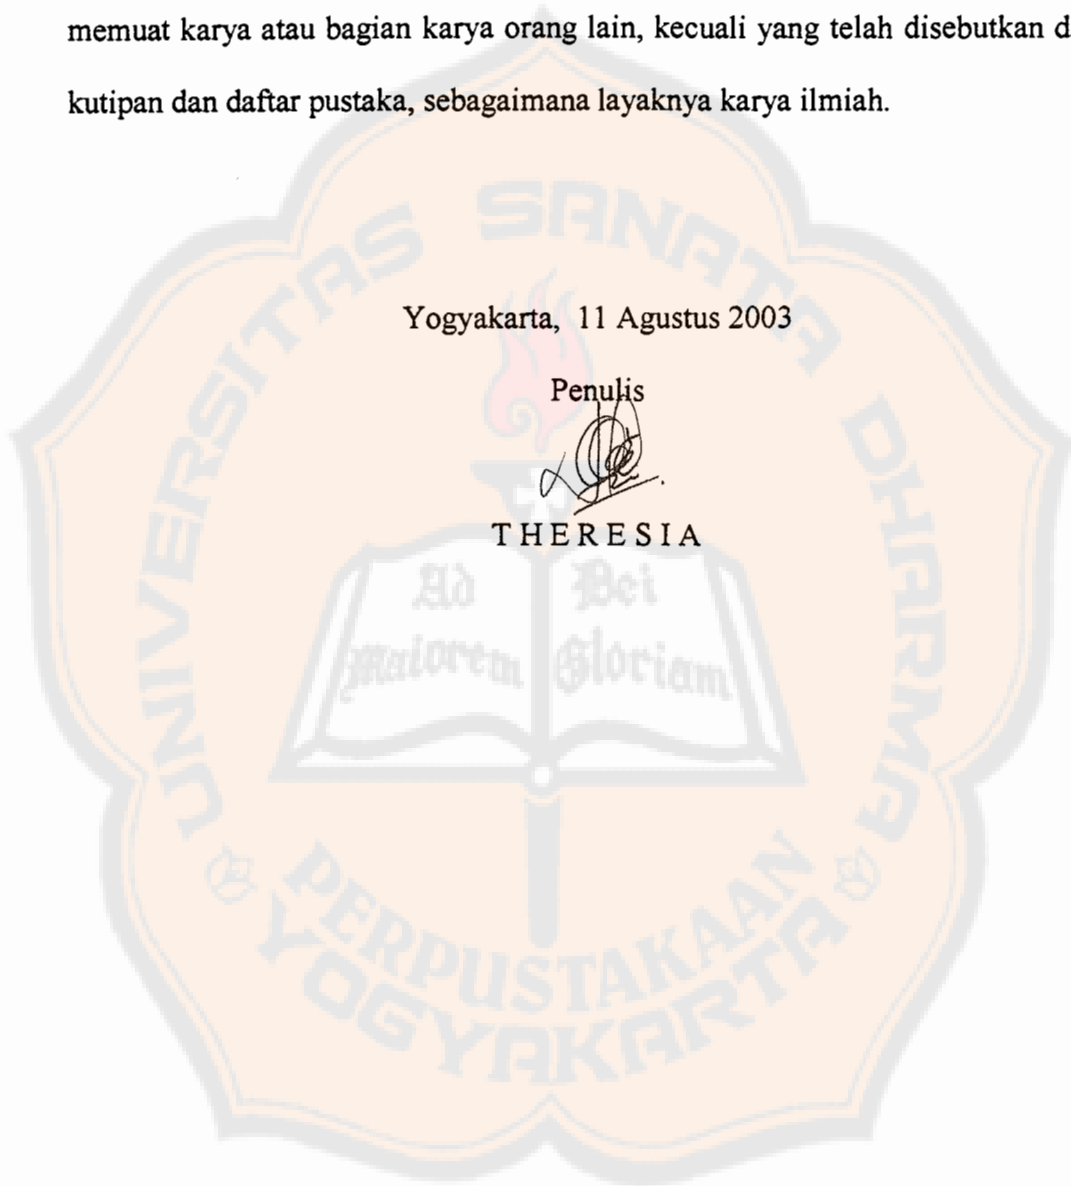 memuat karya atau bagian karya orang lain, kecuali yang telah disebutkan d
kutipan dan daftar pustaka, sebagaimana layaknya karya ilmiah.
UNIVERSITAS SANATA DHARMA
Yogyakarta, 11 Agustus 2003
Penulis
THERESIA
Ad Dei
Maiorem Gloriam
PERPUSTAKAAN
YOGYAKARTA